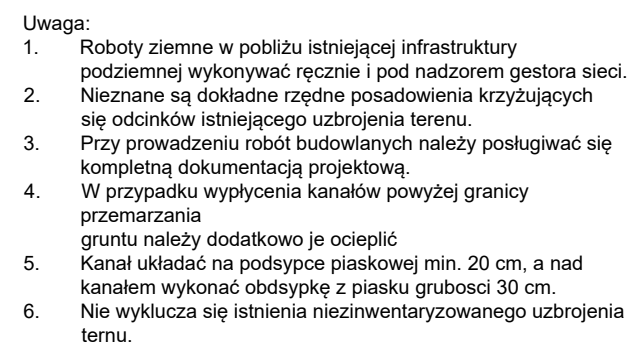 Uwaga:
1. Roboty ziemne w pobliżu istniejącej infrastruktury
podziemnej wykonywać ręcznie i pod nadzorem gestora sieci.
2. Nieznane są dokładne rzędne posadowienia krzyżujących
się odcinków istniejącego uzbrojenia terenu.
3. Przy prowadzeniu robót budowlanych należy posługiwać się
kompletną dokumentacją projektową.
4. W przypadku wypłycenia kanałów powyżej granicy
przemarzania
gruntu należy dodatkowo je ocieplić
5. Kanał układać na podsypce piaskowej min. 20 cm, a nad
kanałem wykonać obdsypkę z piasku grubosci 30 cm.
6. Nie wyklucza się istnienia niezinwentaryzowanego uzbrojenia
ternu.